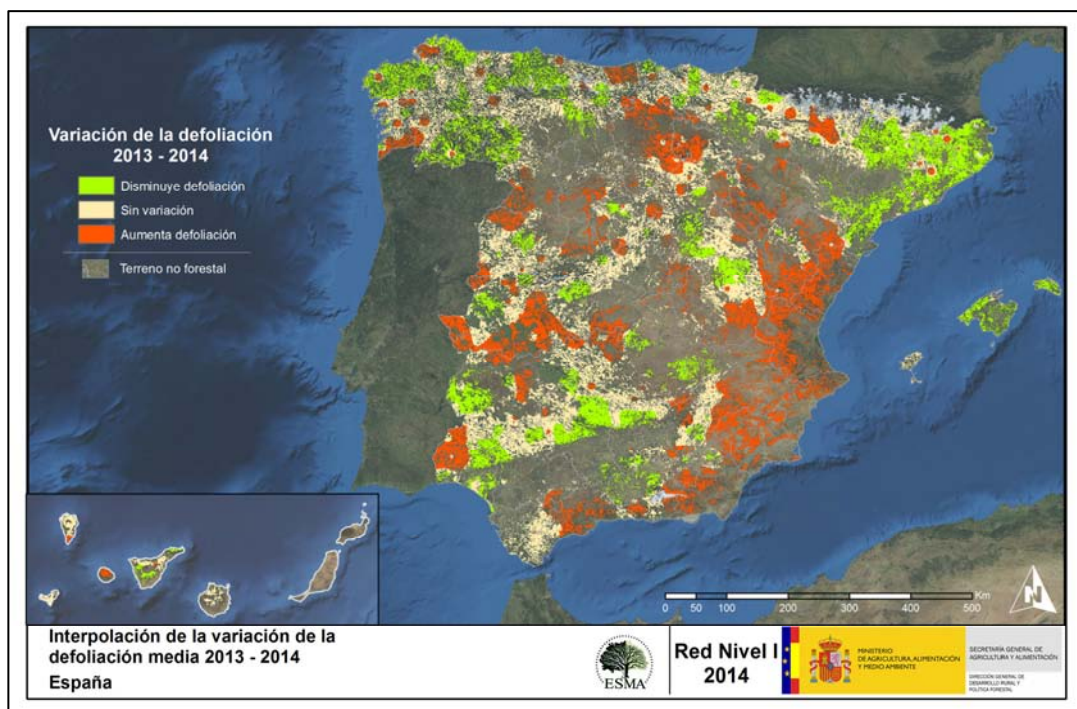 Variación de la defoliación
2013 - 2014
Disminuye defoliación
Sin variación
Aumenta defoliación
Terreno no forestal
Km
0 50 100 200 300 400 500
N
Interpolación de la variación de la
defoliación media 2013 - 2014
España
ESMA
Red Nivel I
2014
MINISTERIO
DE AGRICULTURA, ALIMENTACIÓN
Y MEDIO AMBIENTE
SECRETARÍA GENERAL DE
AGRICULTURA Y ALIMENTACIÓN
DIRECCIÓN GENERAL DE
DESARROLLO RURAL Y
POLÍTICA FORESTAL